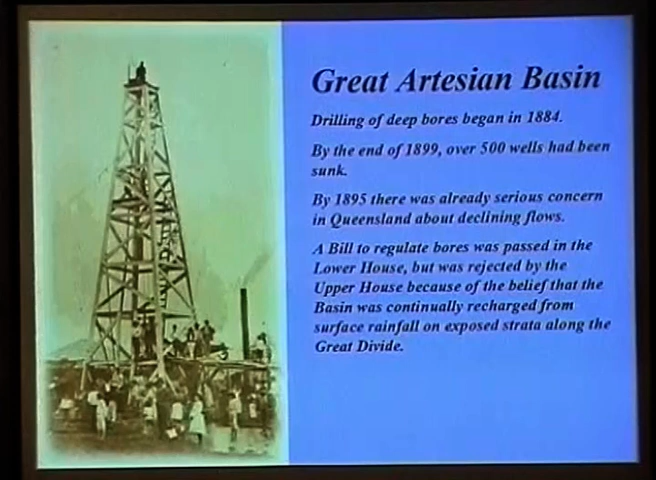 Great Artesian Basin
Drilling of deep bores began in 1884.
By the end of 1899, over 500 wells had been
sunk.
By 1895 there was already serious concern
in Queensland about declining flows.
A Bill to regulate bores was passed in the
Lower House, but was rejected by the
Upper House because of the belief that the
Basin was continually recharged from
surface rainfall on exposed strata along the
Great Divide.